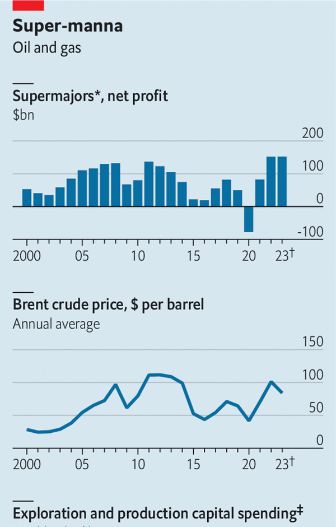 Super-manna
Oil and gas
Supermajors*, net profit
$bn
200
100
0
-100
2000 05 10 15 20 23†
Brent crude price, $ per barrel
Annual average
150
100
50
0
2000 05 10 15 20 23†
Exploration and production capital spending‡